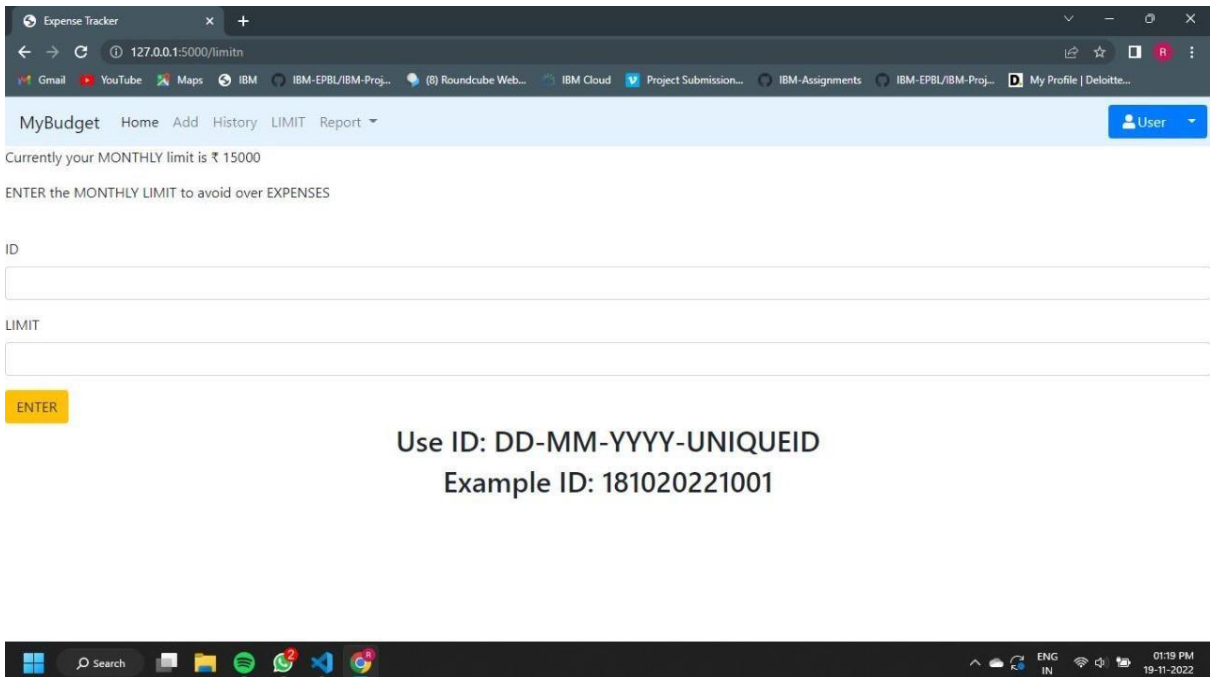 Expense Tracker
127.0.0.1:5000/limitn
R
Gmail YouTube Maps IBM IBM-EPBL/IBM-Proj... (8) Roundcube Web... IBM Cloud Project Submission... IBM-Assignments IBM-EPBL/IBM-Proj... D. My Profile | Deloitte...
MyBudget Home Add History LIMIT Report User
Currently your MONTHLY limit is ₹ 15000
ENTER the MONTHLY LIMIT to avoid over EXPENSES
ID
LIMIT
ENTER
Use ID: DD-MM-YYYY-UNIQUEID
Example ID: 181020221001
Search 2 R ENG 01:19 PM
IN 19-11-2022